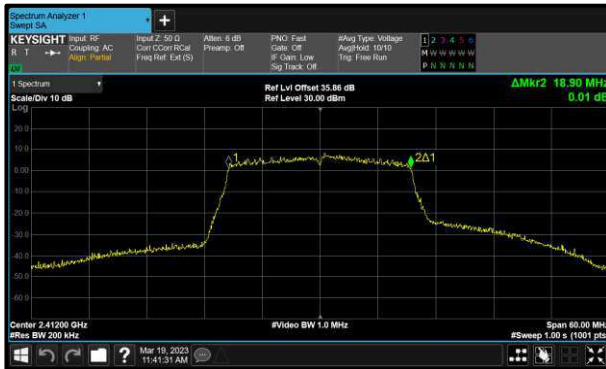 Spectrum Analyzer 1
Swept SA
KEYSIGHT
R T
Input: RF
Coupling: AC
Align: Partial
Input Z: 50 Ω
Corr CCorr RCal
Freq Ref: Ext (S)
Atten: 6 dB
Preamp: Off
PNO: Fast
Gate: Off
IF Gain: Low
Sig Track: Off
#Avg Type: Voltage
Avg|Hold: 10/10
Trig: Free Run
1 2 3 4 5 6
M W W W W W
P N N N N N
1 Spectrum
Scale/Div 10 dB
Ref Lvl Offset 35.86 dB
Ref Level 30.00 dBm
ΔMkr2 18.90 MHz
0.01 dB
Log
20.0
10.0
0.00
-10.0
-20.0
-30.0
-40.0
-50.0
-60.0
1
2Δ1
Center 2.41200 GHz
#Res BW 200 kHz
#Video BW 1.0 MHz
Span 60.00 MHz
#Sweep 1.00 s (1001 pts)
Mar 19, 2023
11:41:31 AM